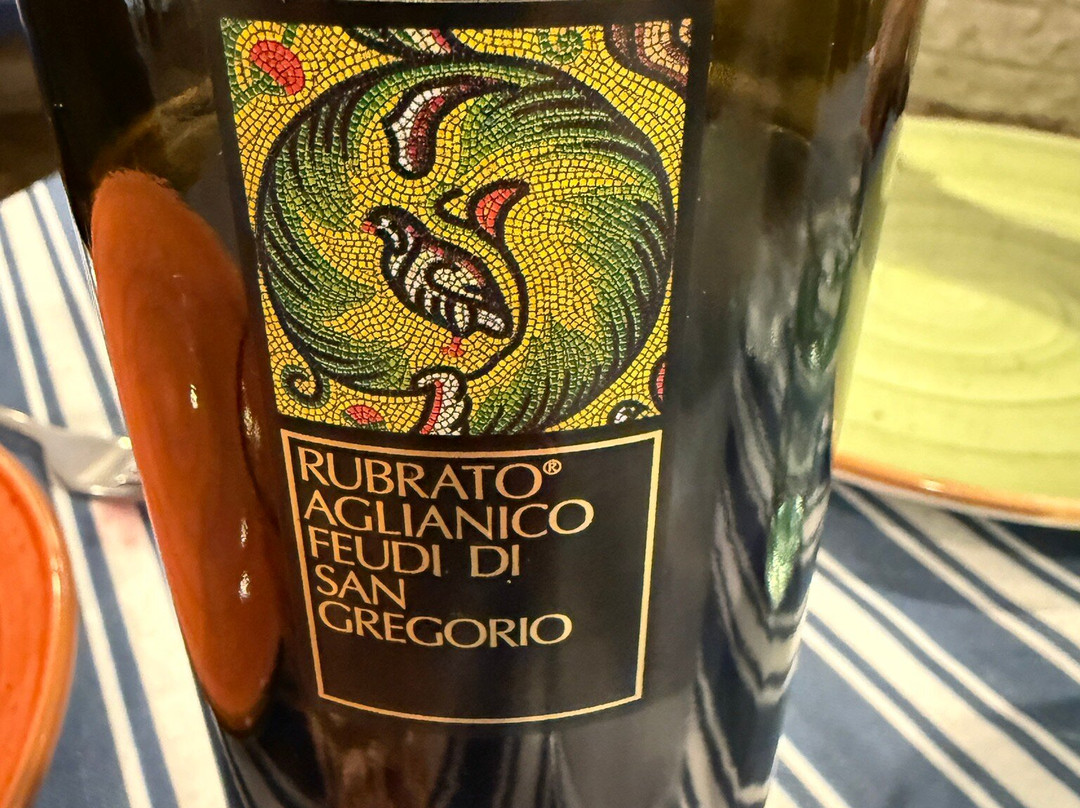 RUBRATO®
AGLIANICO
FEUDI DI
SAN
GREGORIO